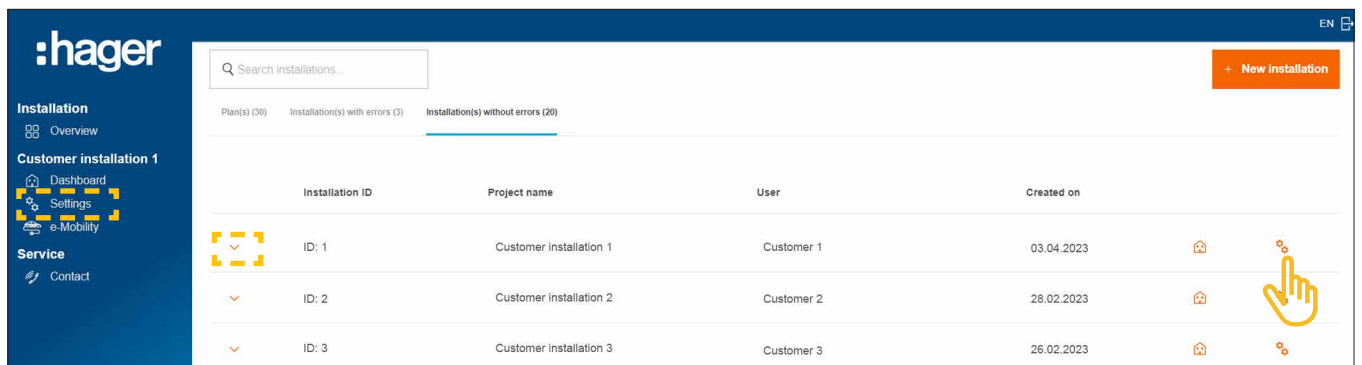 EN
:hager
Search installations...
+ New installation
Installation
Overview
Customer installation 1
Dashboard
Settings
e-Mobility
Service
Contact
Plan(s) (30) Installation(s) with errors (3) Installation(s) without errors (20)
Installation ID Project name User Created on
ID: 1 Customer installation 1 Customer 1 03.04.2023
ID: 2 Customer installation 2 Customer 2 28.02.2023
ID: 3 Customer installation 3 Customer 3 26.02.2023